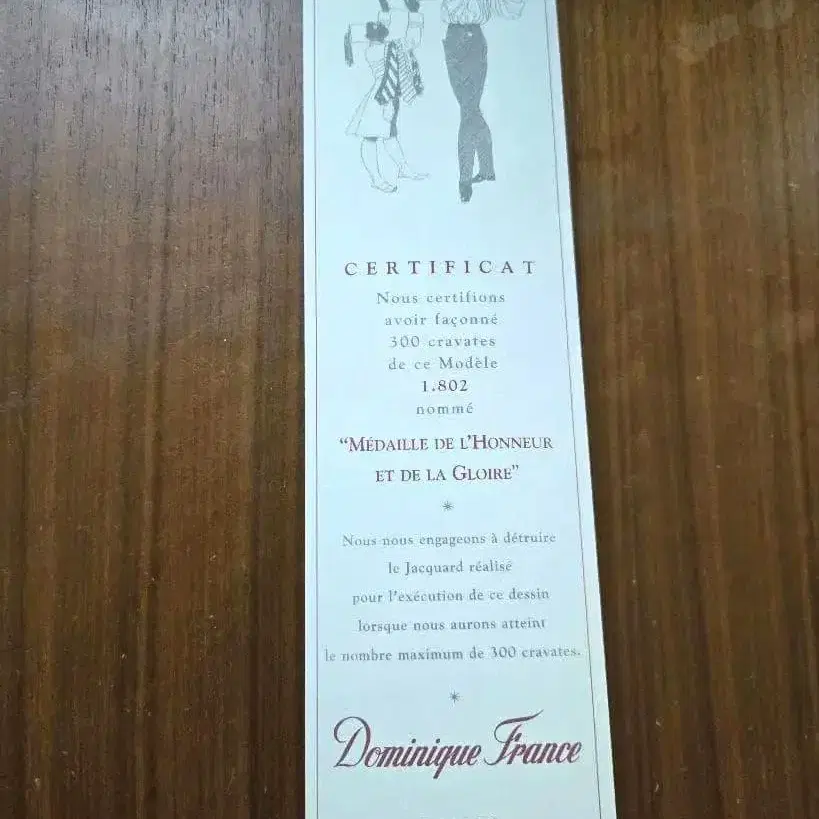 CERTIFICAT
Nous certifions
avoir façonné
300 cravates
de ce Modèle
1.802
nommé
“MÉDAILLE DE L’HONNEUR
ET DE LA GLOIRE”
*
Nous nous engageons à détruire
le Jacquard réalisé
pour l’exécution de ce dessin
lorsque nous aurons atteint
le nombre maximum de 300 cravates.
*
Dominique France